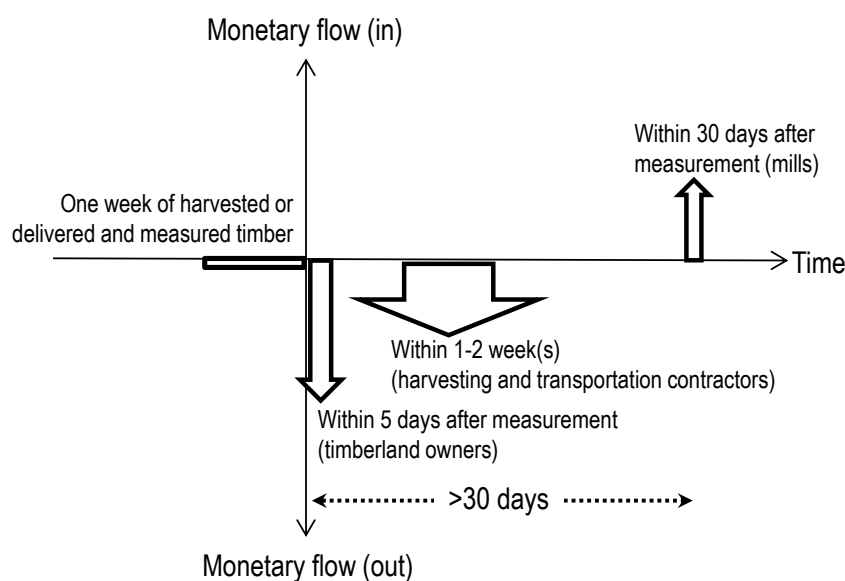 Monetary flow (in)
Within 30 days after
measurement (mills)
One week of harvested or
delivered and measured timber
Time
Within 1-2 week(s)
(harvesting and transportation contractors)
Within 5 days after measurement
(timberland owners)
>30 days
Monetary flow (out)